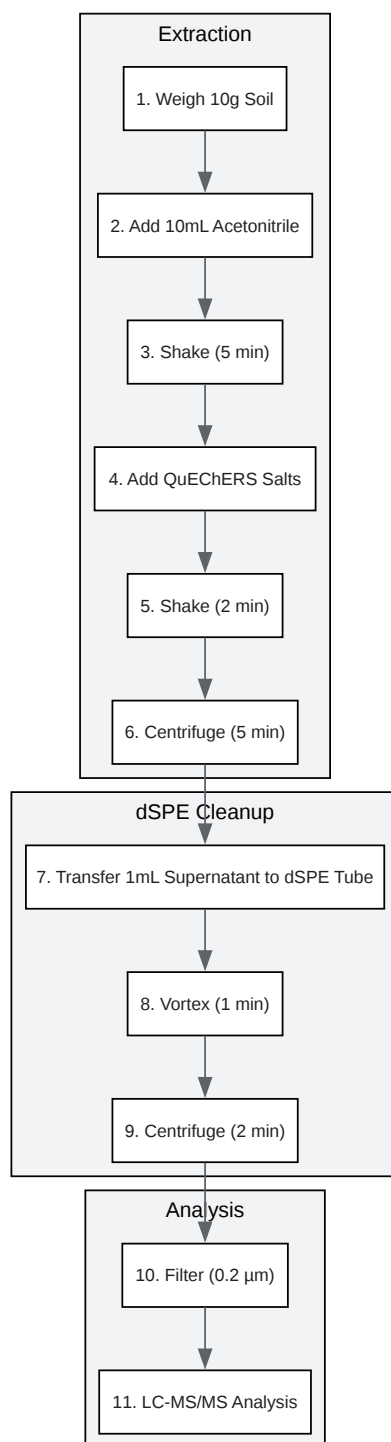 Extraction
1. Weigh 10g Soil
2. Add 10mL Acetonitrile
3. Shake (5 min)
4. Add QuEChERS Salts
5. Shake (2 min)
6. Centrifuge (5 min)
dSPE Cleanup
7. Transfer 1mL Supernatant to dSPE Tube
8. Vortex (1 min)
9. Centrifuge (2 min)
Analysis
10. Filter (0.2 µm)
11. LC-MS/MS Analysis